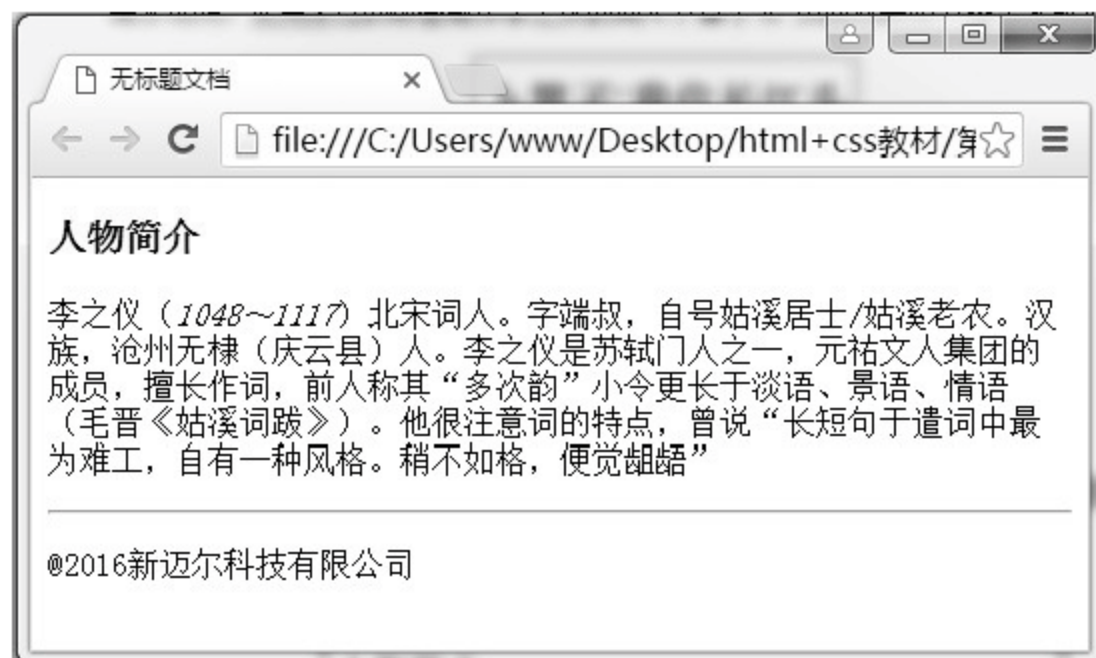 无标题文档
file:///C:/Users/www/Desktop/html+css教材/
人物简介
李之仪（1048～1117）北宋词人。字端叔，自号姑溪居士/姑溪老农。汉
族，沧州无棣（庆云县）人。李之仪是苏轼门人之一，元祐文人集团的
成员，擅长作词，前人称其“多次韵”小令更长于淡语、景语、情语
（毛晋《姑溪词跋》）。他很注意词的特点，曾说“长短句于遣词中最
为难工，自有一种风格。稍不如格，便觉龃龉”
@2016新迈尔科技有限公司